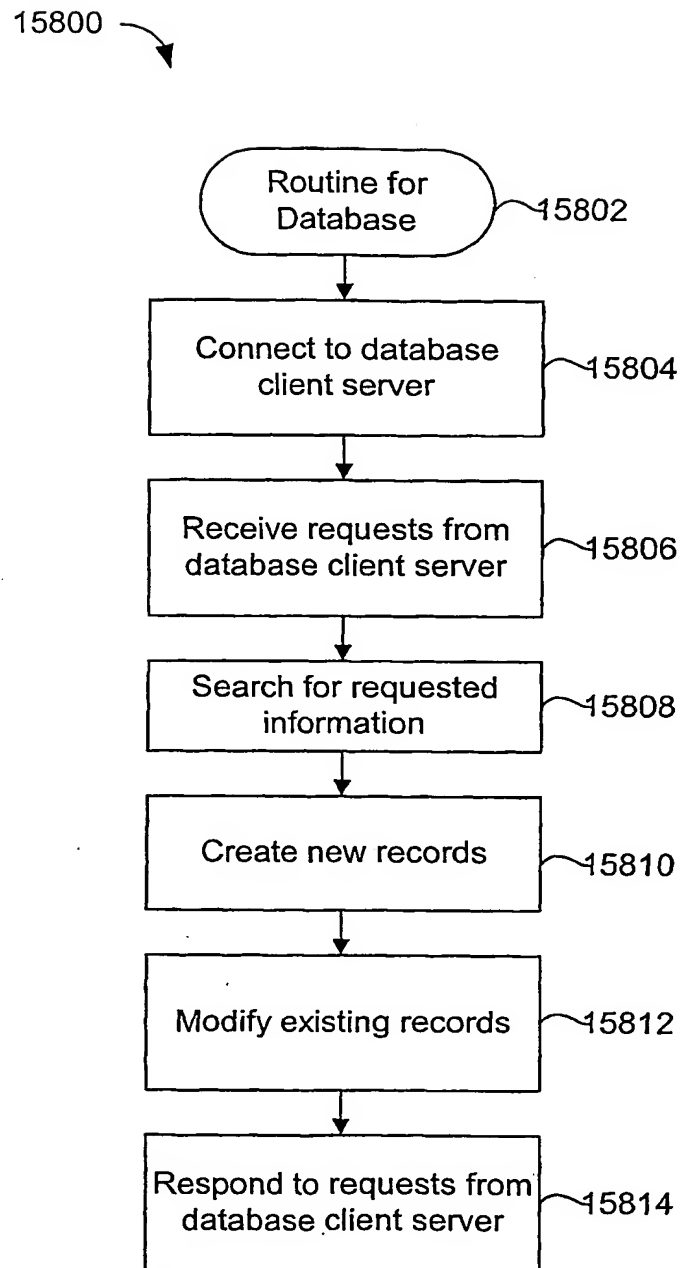 15800
Routine for
Database
15802
Connect to database
client server
15804
Receive requests from
database client server
15806
Search for requested
information
15808
Create new records
15810
Modify existing records
15812
Respond to requests from
database client server
15814